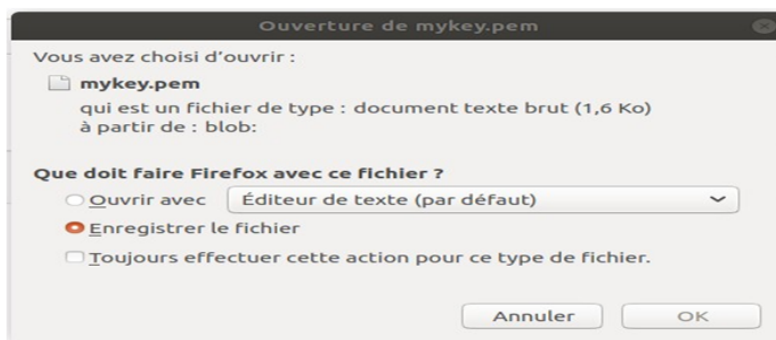 Ouverture de mykey.pem
Vous avez choisi d'ouvrir :
mykey.pem
qui est un fichier de type : document texte brut (1,6 Ko)
à partir de : blob:
Que doit faire Firefox avec ce fichier ?
Ouvrir avec Éditeur de texte (par défaut)
Enregistrer le fichier
Toujours effectuer cette action pour ce type de fichier.
Annuler OK